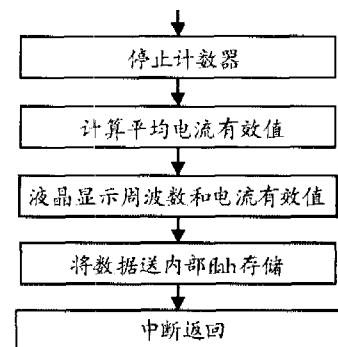 停止计数器
计算平均电流有效值
液晶显示周波数和电流有效值
将数据送内部flah存储
中断返回